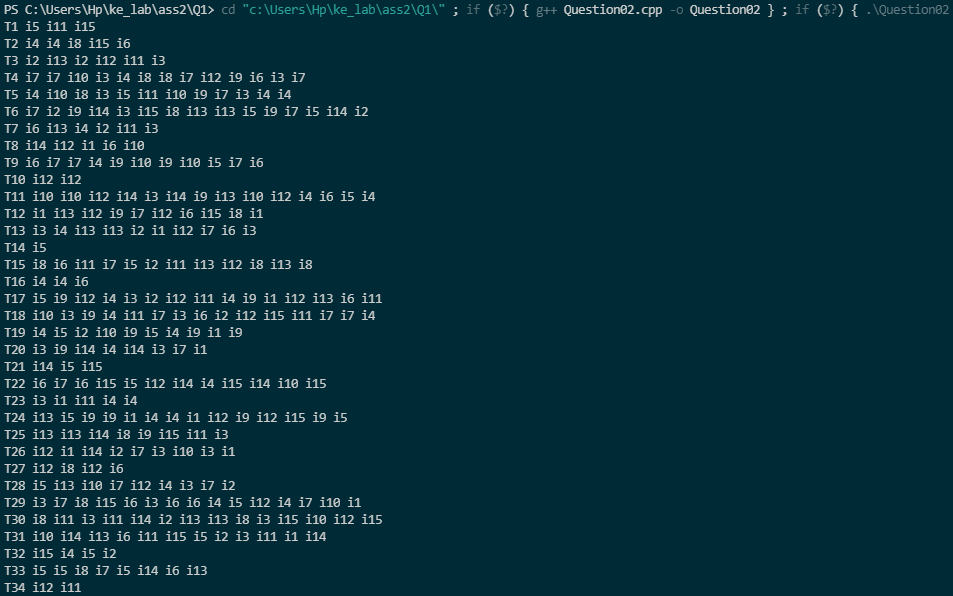 PS C:\Users\Hp\ke_lab\ass2\Q1> cd "c:\Users\Hp\ke_lab\ass2\Q1\" ; if ($?) { g++ Question02.cpp -o Question02 } ; if ($?) { .\Question02
T1 i5 i11 i15
T2 i4 i4 i8 i15 i6
T3 i2 i13 i2 i12 i11 i3
T4 i7 i7 i10 i3 i4 i8 i8 i7 i12 i9 i6 i3 i7
T5 i4 i10 i8 i3 i5 i11 i10 i9 i7 i3 i4 i4
T6 i7 i2 i9 i14 i3 i15 i8 i13 i13 i5 i9 i7 i5 i14 i2
T7 i6 i13 i4 i2 i11 i3
T8 i14 i12 i1 i6 i10
T9 i6 i7 i7 i4 i9 i10 i9 i10 i5 i7 i6
T10 i12 i12
T11 i10 i10 i12 i14 i3 i14 i9 i13 i10 i12 i4 i6 i5 i4
T12 i1 i13 i12 i9 i7 i12 i6 i15 i8 i1
T13 i3 i4 i13 i13 i2 i1 i12 i7 i6 i3
T14 i5
T15 i8 i6 i11 i7 i5 i2 i11 i13 i12 i8 i13 i8
T16 i4 i4 i6
T17 i5 i9 i12 i4 i3 i2 i12 i11 i4 i9 i1 i12 i13 i6 i11
T18 i10 i3 i9 i4 i11 i7 i3 i6 i2 i12 i15 i11 i7 i7 i4
T19 i4 i5 i2 i10 i9 i5 i4 i9 i1 i9
T20 i3 i9 i14 i4 i14 i3 i7 i1
T21 i14 i5 i15
T22 i6 i7 i6 i15 i5 i12 i14 i4 i15 i14 i10 i15
T23 i3 i1 i11 i4 i4
T24 i13 i5 i9 i9 i1 i4 i4 i1 i12 i9 i12 i15 i9 i5
T25 i13 i13 i14 i8 i9 i15 i11 i3
T26 i12 i1 i14 i2 i7 i3 i10 i3 i1
T27 i12 i8 i12 i6
T28 i5 i13 i10 i7 i12 i4 i3 i7 i2
T29 i3 i7 i8 i15 i6 i3 i6 i6 i4 i5 i12 i4 i7 i10 i1
T30 i8 i11 i3 i11 i14 i2 i13 i13 i8 i3 i15 i10 i12 i15
T31 i10 i14 i13 i6 i11 i15 i5 i2 i3 i11 i1 i14
T32 i15 i4 i5 i2
T33 i5 i5 i8 i7 i5 i14 i6 i13
T34 i12 i11